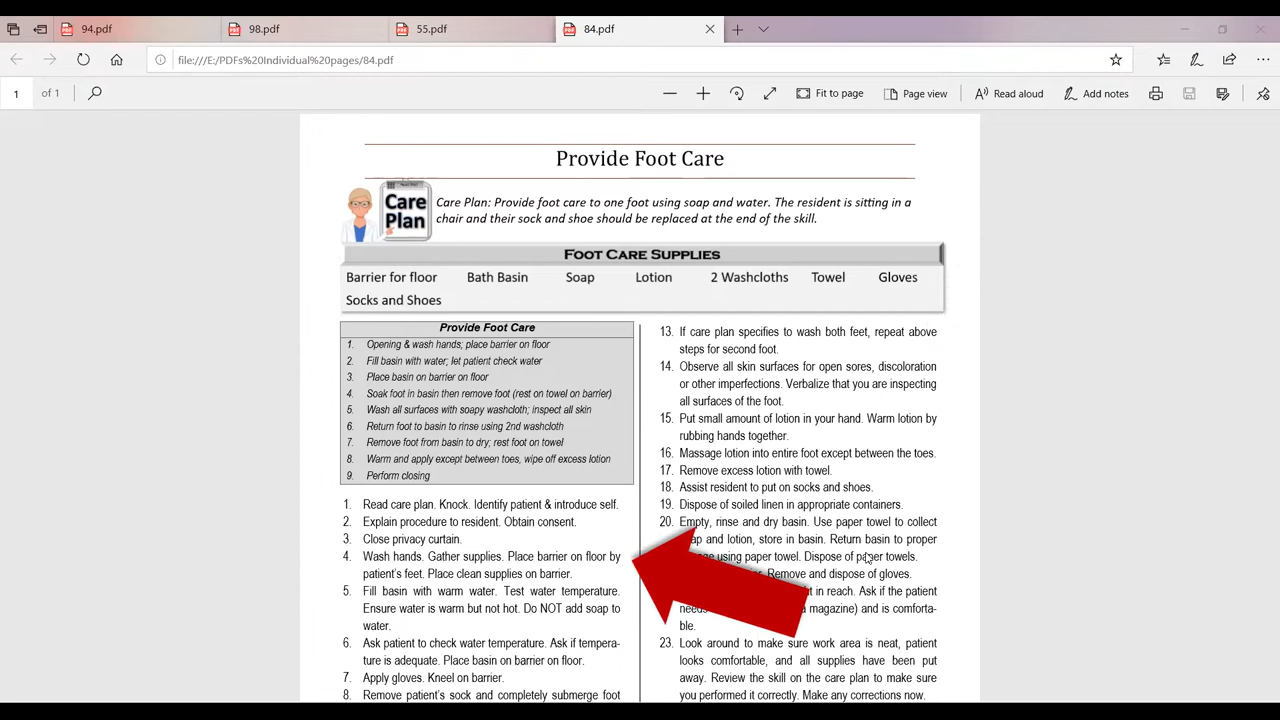 94.pdf
98.pdf
55.pdf
84.pdf
file:///E:/PDFs%20Individual%20pages/84.pdf
1 of 1
Fit to page
Page view
Read aloud
Add notes
Provide Foot Care
Care Plan
Care Plan: Provide foot care to one foot using soap and water. The resident is sitting in a
chair and their sock and shoe should be replaced at the end of the skill.
FOOT CARE SUPPLIES
Barrier for floor Bath Basin Soap Lotion 2 Washcloths Towel Gloves
Socks and Shoes
Provide Foot Care
1. Opening & wash hands; place barrier on floor
2. Fill basin with water; let patient check water
3. Place basin on barrier on floor
4. Soak foot in basin then remove foot (rest on towel on barrier)
5. Wash all surfaces with soapy washcloth; inspect all skin
6. Return foot to basin to rinse using 2nd washcloth
7. Remove foot from basin to dry; rest foot on towel
8. Warm and apply except between toes, wipe off excess lotion
9. Perform closing
1. Read care plan. Knock. Identify patient & introduce self.
2. Explain procedure to resident. Obtain consent.
3. Close privacy curtain.
4. Wash hands. Gather supplies. Place barrier on floor by
patient's feet. Place clean supplies on barrier.
5. Fill basin with warm water. Test water temperature.
Ensure water is warm but not hot. Do NOT add soap to
water.
6. Ask patient to check water temperature. Ask if tempera-
ture is adequate. Place basin on barrier on floor.
7. Apply gloves. Kneel on barrier.
8. Remove patient's sock and completely submerge foot
13. If care plan specifies to wash both feet, repeat above
steps for second foot.
14. Observe all skin surfaces for open sores, discoloration
or other imperfections. Verbalize that you are inspecting
all surfaces of the foot.
15. Put small amount of lotion in your hand. Warm lotion by
rubbing hands together.
16. Massage lotion into entire foot except between the toes.
17. Remove excess lotion with towel.
18. Assist resident to put on socks and shoes.
19. Dispose of soiled linen in appropriate containers.
20. Empty, rinse and dry basin. Use paper towel to collect
and lotion, store in basin. Return basin to proper
using paper towel. Dispose of paper towels.
Remove and dispose of gloves.
in reach. Ask if the patient
needs magazine) and is comforta-
ble.
23. Look around to make sure work area is neat, patient
looks comfortable, and all supplies have been put
away. Review the skill on the care plan to make sure
you performed it correctly. Make any corrections now.